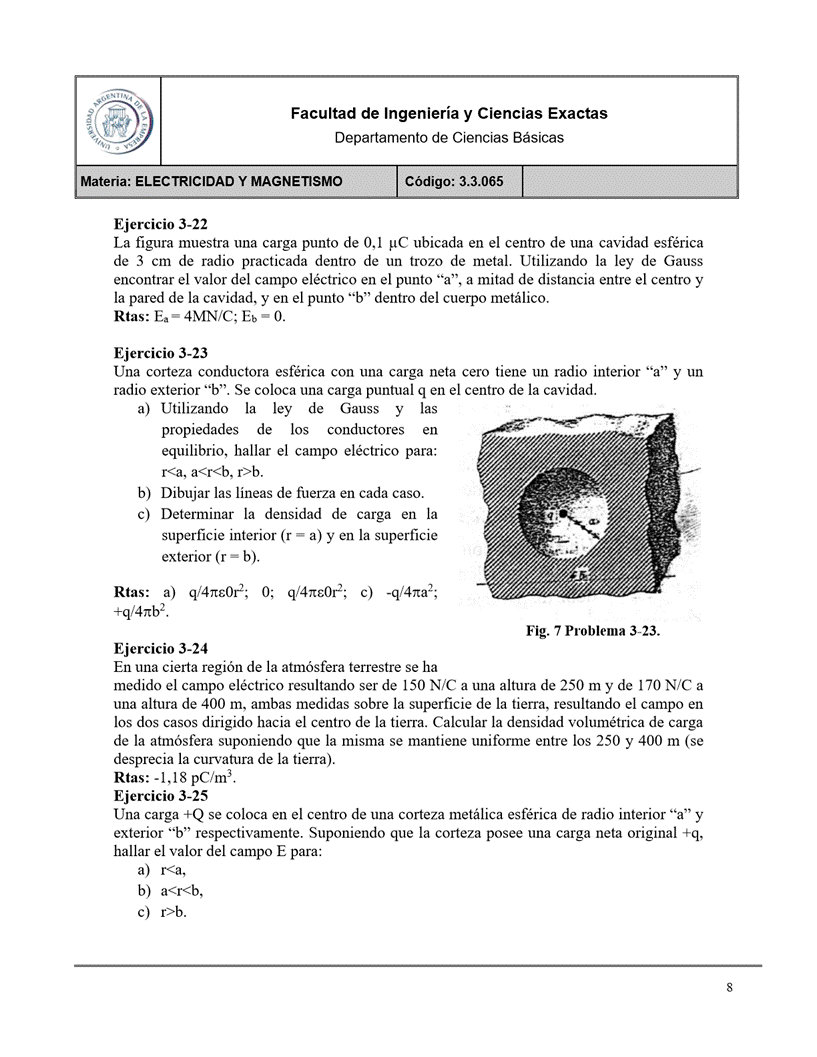 UNIVERSIDAD ARGENTINA DE LA EMPRESA
Facultad de Ingeniería y Ciencias Exactas
Departamento de Ciencias Básicas
Materia: ELECTRICIDAD Y MAGNETISMO Código: 3.3.065
Ejercicio 3-22
La figura muestra una carga punto de 0,1 µC ubicada en el centro de una cavidad esférica
de 3 cm de radio practicada dentro de un trozo de metal. Utilizando la ley de Gauss
encontrar el valor del campo eléctrico en el punto “a”, a mitad de distancia entre el centro y
la pared de la cavidad, y en el punto “b” dentro del cuerpo metálico.
Rtas: Eₐ = 4MN/C; E_b = 0.
Ejercicio 3-23
Una corteza conductora esférica con una carga neta cero tiene un radio interior “a” y un
radio exterior “b”. Se coloca una carga puntual q en el centro de la cavidad.
a) Utilizando la ley de Gauss y las
propiedades de los conductores en
equilibrio, hallar el campo eléctrico para:
r<a, a<r<b, r>b.
b) Dibujar las líneas de fuerza en cada caso.
c) Determinar la densidad de carga en la
superficie interior (r = a) y en la superficie
exterior (r = b).
Rtas: a) q/4πε0r²; 0; q/4πε0r²; c) -q/4πa²;
+q/4πb².
Fig. 7 Problema 3-23.
Ejercicio 3-24
En una cierta región de la atmósfera terrestre se ha
medido el campo eléctrico resultando ser de 150 N/C a una altura de 250 m y de 170 N/C a
una altura de 400 m, ambas medidas sobre la superficie de la tierra, resultando el campo en
los dos casos dirigido hacia el centro de la tierra. Calcular la densidad volumétrica de carga
de la atmósfera suponiendo que la misma se mantiene uniforme entre los 250 y 400 m (se
desprecia la curvatura de la tierra).
Rtas: -1,18 pC/m³.
Ejercicio 3-25
Una carga +Q se coloca en el centro de una corteza metálica esférica de radio interior “a” y
exterior “b” respectivamente. Suponiendo que la corteza posee una carga neta original +q,
hallar el valor del campo E para:
a) r<a,
b) a<r<b,
c) r>b.
8